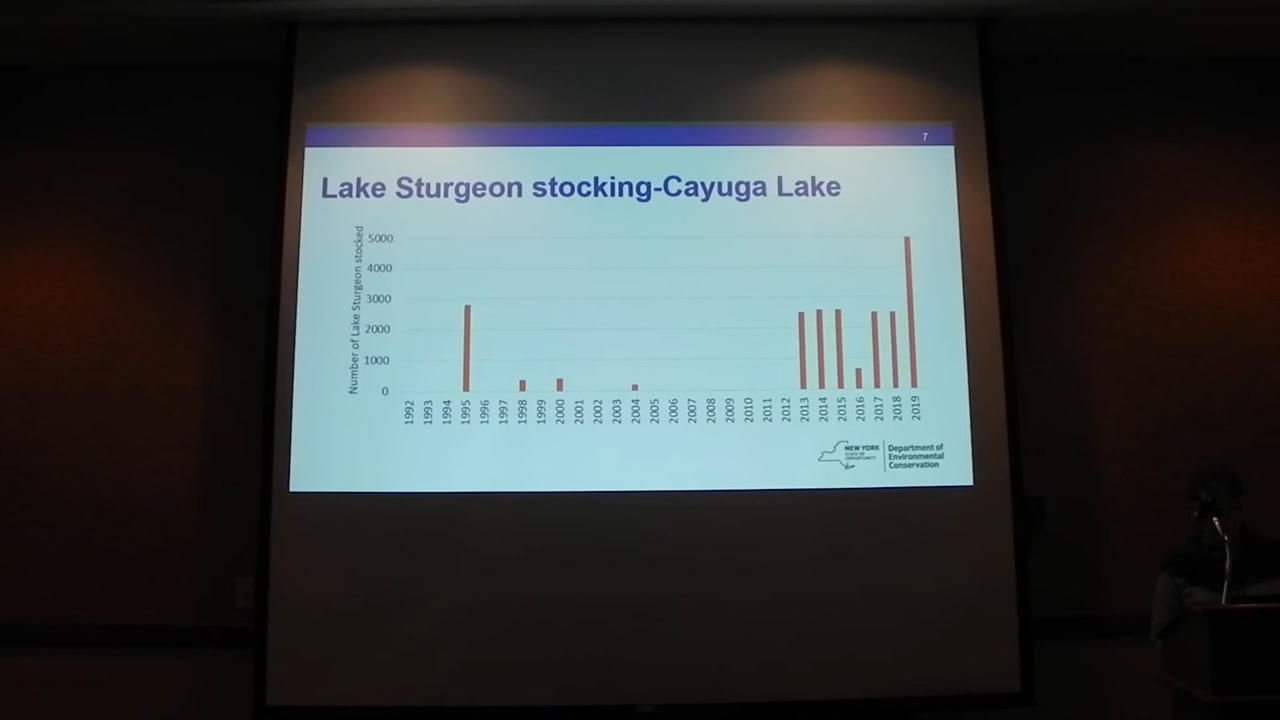 7
Lake Sturgeon stocking-Cayuga Lake
Number of Lake Sturgeon stocked
5000
4000
3000
2000
1000
0
1992 1993 1994 1995 1996 1997 1998 1999 2000 2001 2002 2003 2004 2005 2006 2007 2008 2009 2010 2011 2012 2013 2014 2015 2016 2017 2018 2019
NEW YORK
STATE OF
OPPORTUNITY
Department of
Environmental
Conservation